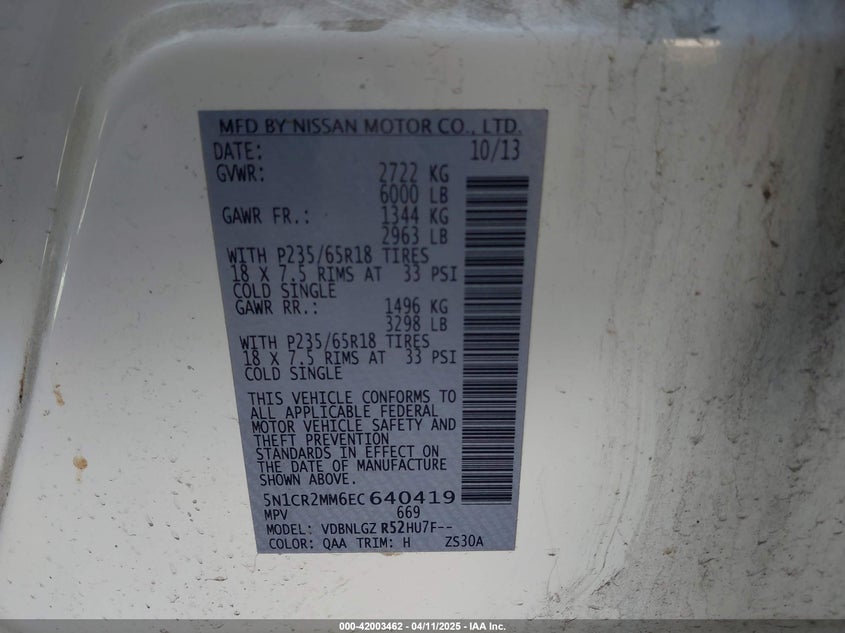 MFD BY NISSAN MOTOR CO., LTD.
DATE: 10/13
GVWR: 2722 KG
6000 LB
GAWR FR.: 1344 KG
2963 LB
WITH P235/65R18 TIRES
18 X 7.5 RIMS AT 33 PSI
COLD SINGLE
GAWR RR.: 1496 KG
3298 LB
WITH P235/65R18 TIRES
18 X 7.5 RIMS AT 33 PSI
COLD SINGLE
THIS VEHICLE CONFORMS TO
ALL APPLICABLE FEDERAL
MOTOR VEHICLE SAFETY AND
THEFT PREVENTION
STANDARDS IN EFFECT ON
THE DATE OF MANUFACTURE
SHOWN ABOVE.
5N1CR2MM6EC640419
MPV 669
MODEL: VDBNLGZ R52HU7F--
COLOR: QAA TRIM: H ZS30A
000-42003462 - 04/11/2025 - IAA Inc.